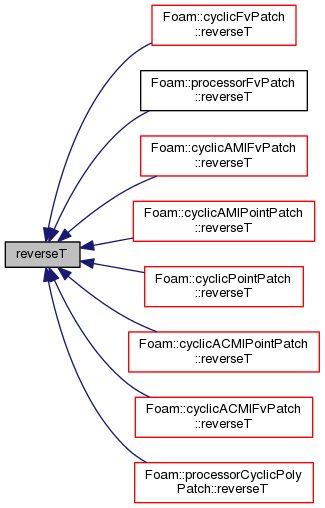 Foam::cyclicFvPatch
::reverseT
Foam::processorFvPatch
::reverseT
Foam::cyclicAMIFvPatch
::reverseT
Foam::cyclicAMIPointPatch
::reverseT
reverseT
Foam::cyclicPointPatch
::reverseT
Foam::cyclicACMIPointPatch
::reverseT
Foam::cyclicACMIFvPatch
::reverseT
Foam::processorCyclicPoly
Patch::reverseT